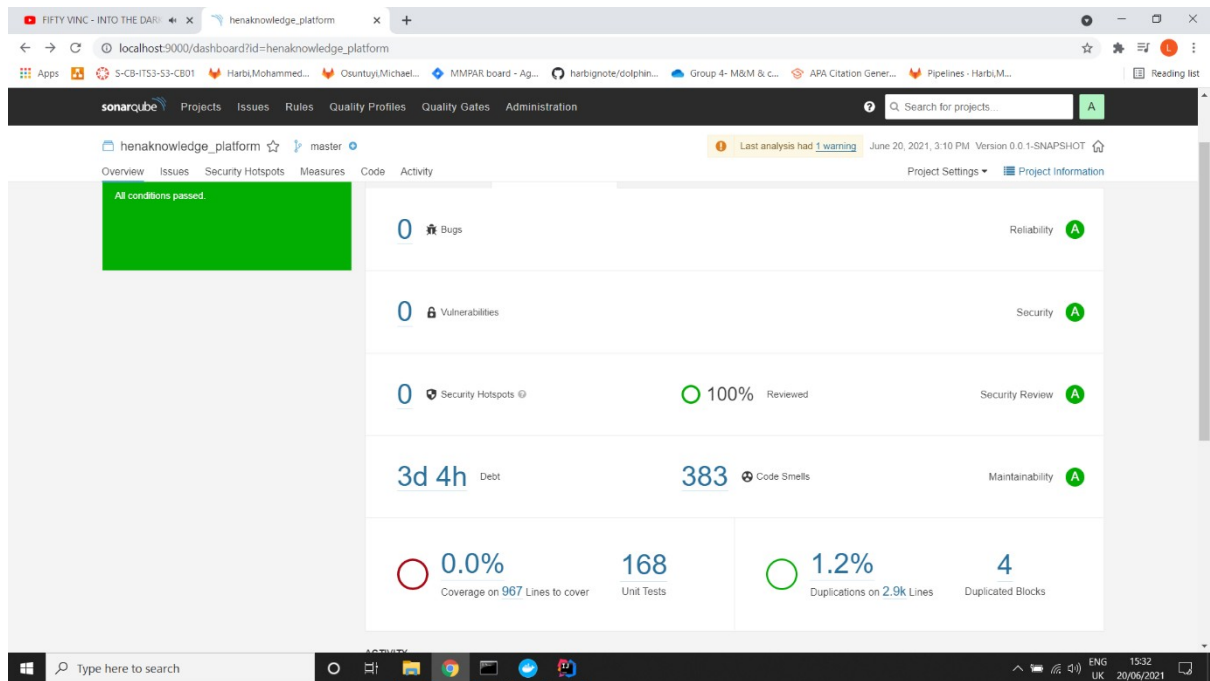 FIFTY VINC - INTO THE DARK
henaknowledge_platform
localhost:9000/dashboard?id=henaknowledge_platform
Apps S-CB-ITS3-S3-CB01 Harbi,Mohammed... Osuntuyi,Michael... MMPAR board - Ag... harbignote/dolphin... Group 4- M&M & c... APA Citation Gener... Pipelines - Harbi,M... Reading list
L
sonarqube Projects Issues Rules Quality Profiles Quality Gates Administration Search for projects... A
henaknowledge_platform master Last analysis had 1 warning June 20, 2021, 3:10 PM Version 0.0.1-SNAPSHOT
Overview Issues Security Hotspots Measures Code Activity Project Settings Project Information
All conditions passed.
0 Bugs Reliability A
0 Vulnerabilities Security A
0 Security Hotspots 100% Reviewed Security Review A
3d 4h Debt 383 Code Smells Maintainability A
0.0% 168 1.2% 4
Coverage on 967 Lines to cover Unit Tests Duplications on 2.9k Lines Duplicated Blocks
ACTIVITY
Type here to search
ENG 15:32
UK 20/06/2021